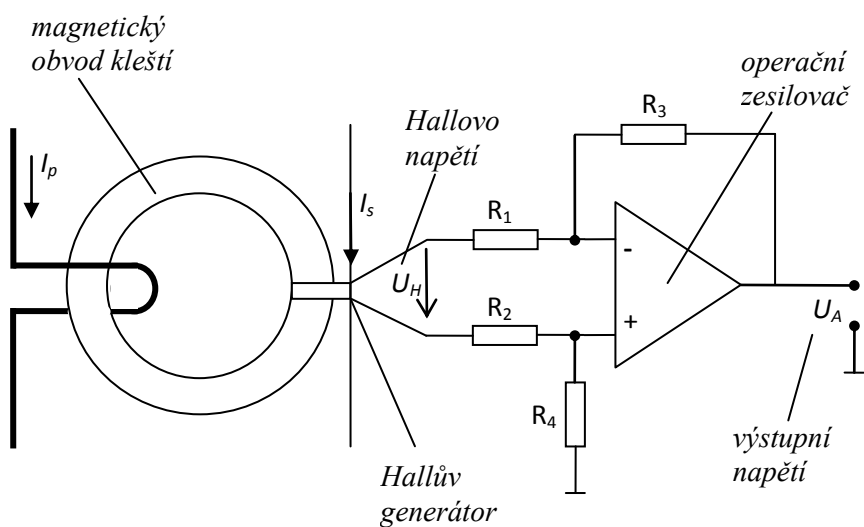 magnetický
obvod kleští
operační
zesilovač
Hallovo
napětí
R3
Ip
Is
R1
-
UH
R2
+
UA
R4
výstupní
napětí
Hallův
generátor